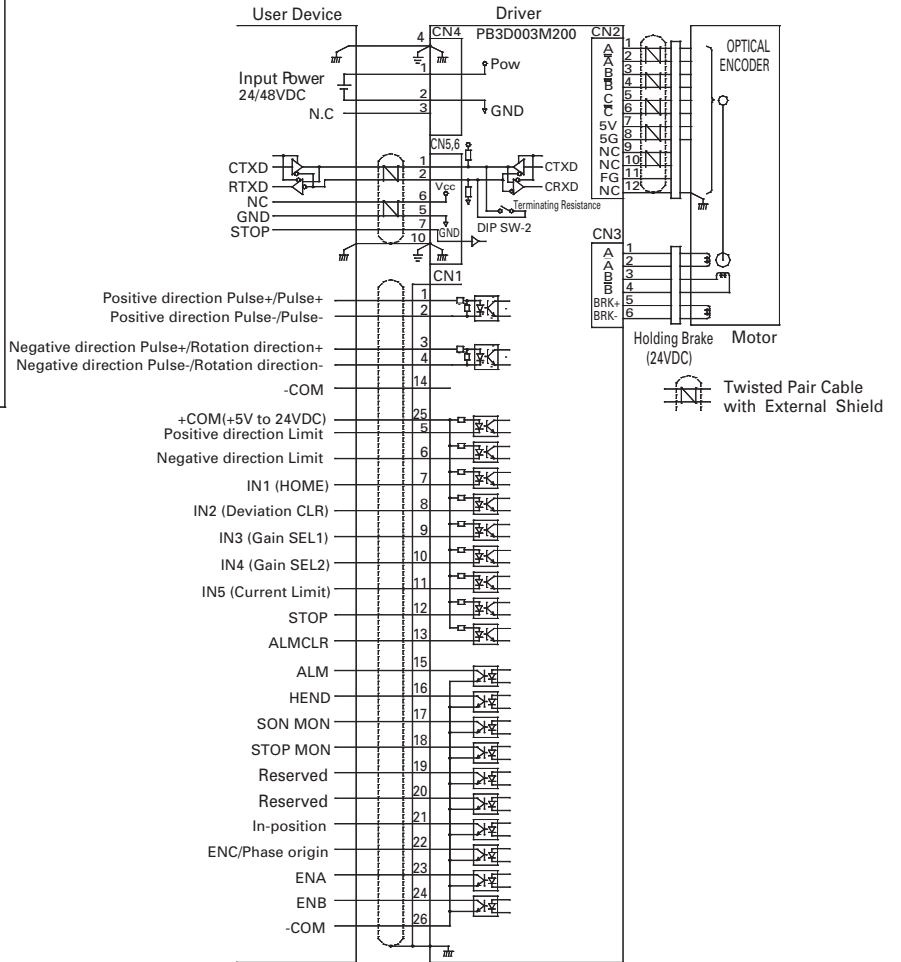 User Device
Driver
PB3D003M200
CN4
4
1
Pow
Input Power
24/48VDC
2
GND
3
N.C
CN5,6
CTXD
1
CTXD
RTXD
2
CRXD
NC
6
Vcc
Terminating Resistance
GND
5
STOP
7
GND
DIP SW-2
10
CN2
A 1
A̅ 2
B 3
B̅ 4
C 5
C̅ 6
5V 7
5G 8
NC 9
NC 10
FG 11
NC 12
OPTICAL
ENCODER
CN3
A 1
A̅ 2
B 3
B̅ 4
BRK+ 5
BRK- 6
Holding Brake
(24VDC)
Motor
Twisted Pair Cable
with External Shield
CN1
Positive direction Pulse+/Pulse+ 1
Positive direction Pulse-/Pulse- 2
Negative direction Pulse+/Rotation direction+ 3
Negative direction Pulse-/Rotation direction- 4
-COM 14
+COM(+5V to 24VDC) 25
Positive direction Limit 5
Negative direction Limit 6
IN1 (HOME) 7
IN2 (Deviation CLR) 8
IN3 (Gain SEL1) 9
IN4 (Gain SEL2) 10
IN5 (Current Limit) 11
STOP 12
ALMCLR 13
ALM 15
HEND 16
SON MON 17
STOP MON 18
Reserved 19
Reserved 20
In-position 21
ENC/Phase origin 22
ENA 23
ENB 24
-COM 26